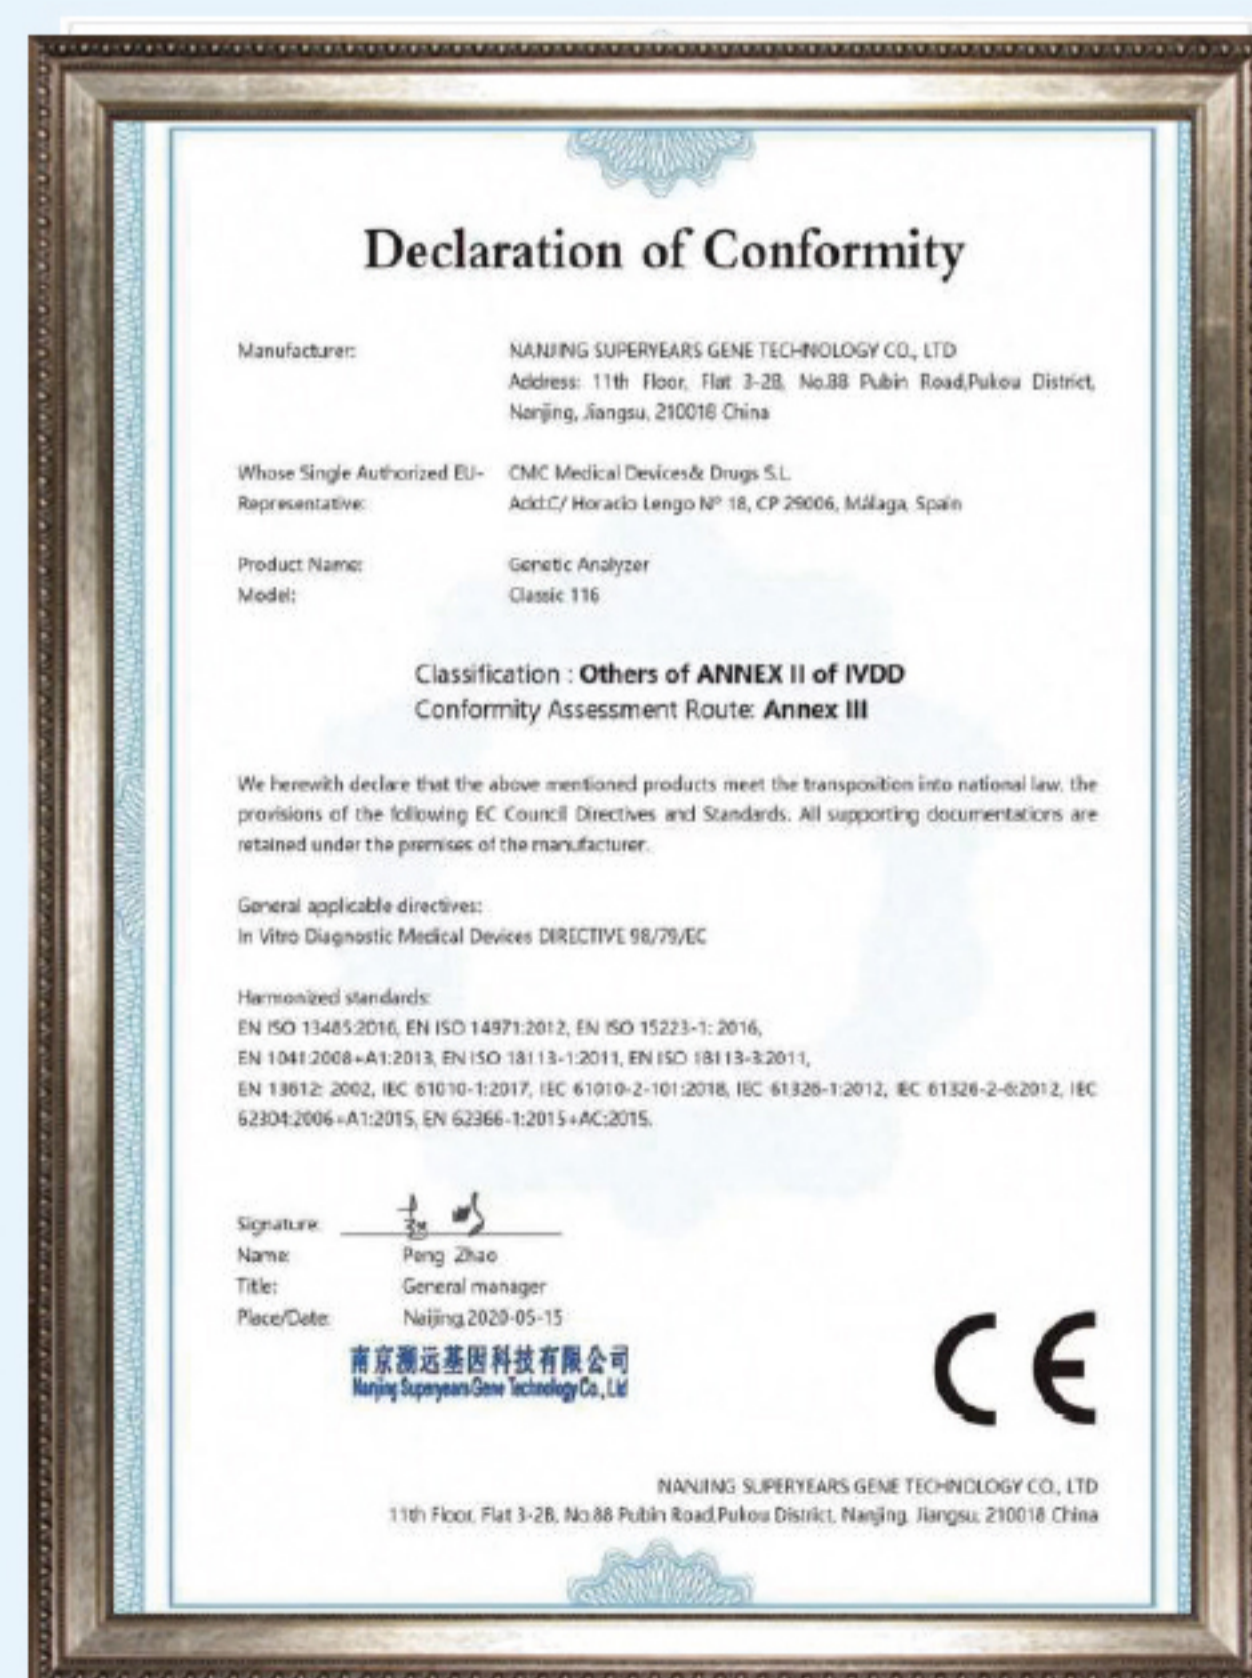 Declaration of Conformity
Manufacturer: NANJING SUPERYEARS GENE TECHNOLOGY CO., LTD
Address: 11th Floor, Flat 3-2B, No.88 Pubin Road,Pukou District,
Nanjing, Jiangsu, 210018 China
Whose Single Authorized EU- CMC Medical Devices& Drugs S.L.
Representative: Add:C/ Horacio Lengo Nº 18, CP 29006, Málaga, Spain
Product Name: Genetic Analyzer
Model: Classic 116
Classification : Others of ANNEX II of IVDD
Conformity Assessment Route: Annex III
We herewith declare that the above mentioned products meet the transposition into national law, the
provisions of the following EC Council Directives and Standards. All supporting documentations are
retained under the premises of the manufacturer.
General applicable directives:
In Vitro Diagnostic Medical Devices DIRECTIVE 98/79/EC
Harmonized standards:
EN ISO 13485:2016, EN ISO 14971:2012, EN ISO 15223-1: 2016,
EN 1041:2008+A1:2013, EN ISO 18113-1:2011, EN ISO 18113-3:2011,
EN 13612: 2002, IEC 61010-1:2017, IEC 61010-2-101:2018, IEC 61326-1:2012, IEC 61326-2-6:2012, IEC
62304:2006+A1:2015, EN 62366-1:2015+AC:2015.
Signature:
Name: Peng Zhao
Title: General manager
Place/Date: Naijing,2020-05-15
南京溯远基因科技有限公司
Nanjing Superyears Gene Technology Co., Ltd
CE
NANJING SUPERYEARS GENE TECHNOLOGY CO., LTD
11th Floor, Flat 3-2B, No.88 Pubin Road,Pukou District, Nanjing, Jiangsu, 210018 China